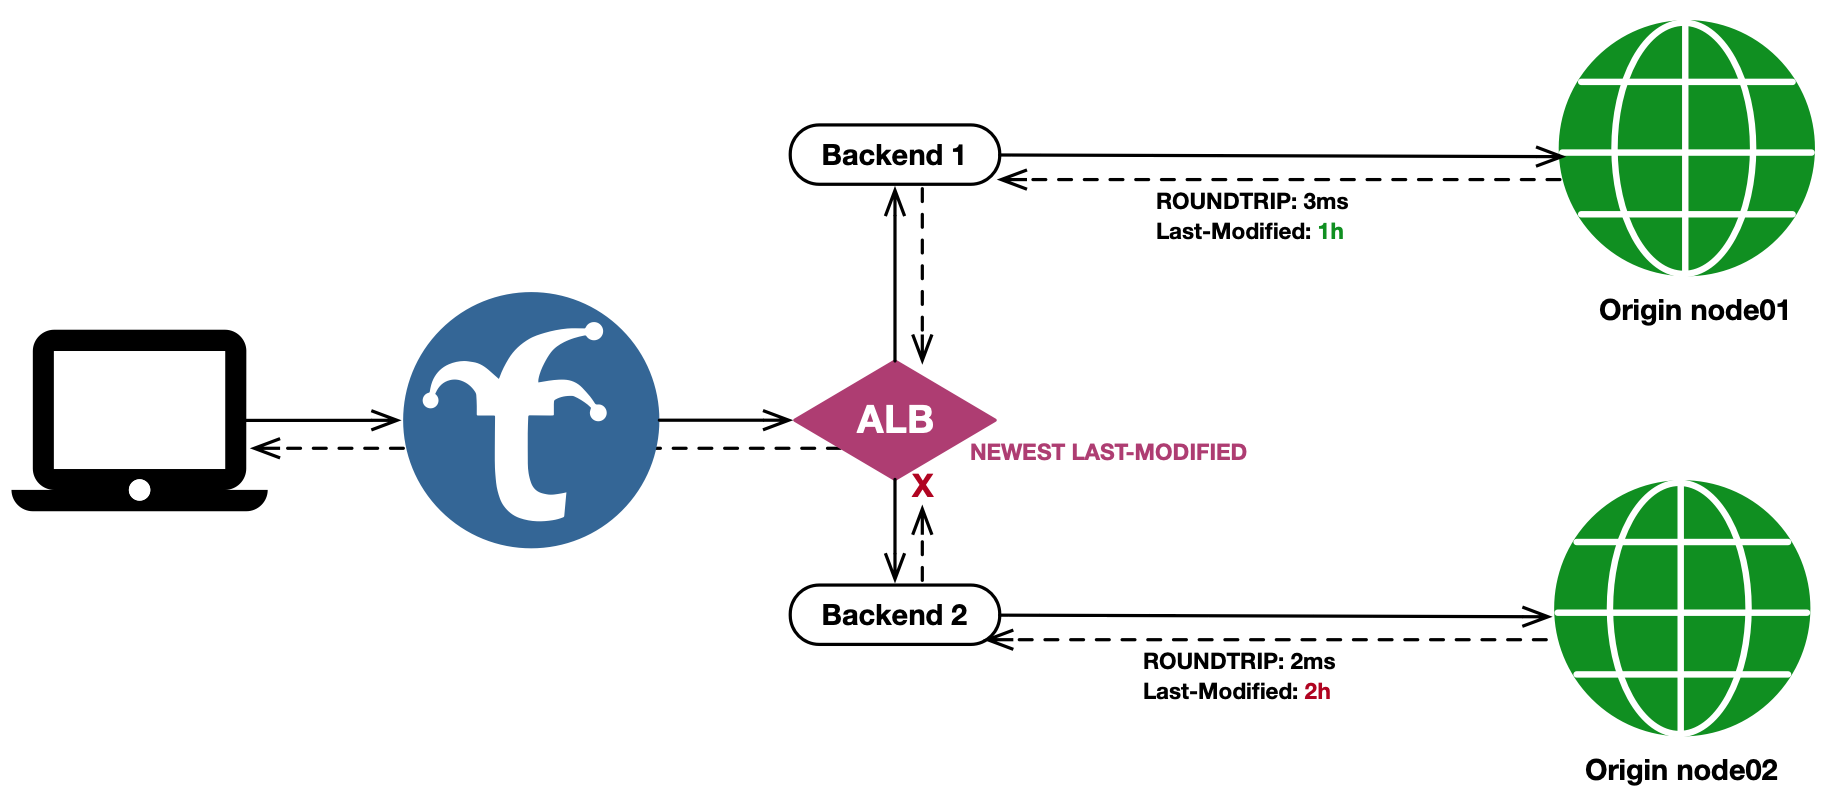 Backend 1
ROUNDTRIP: 3ms
Last-Modified: 1h
Origin node01
ALB
NEWEST LAST-MODIFIED
X
Backend 2
ROUNDTRIP: 2ms
Last-Modified: 2h
Origin node02